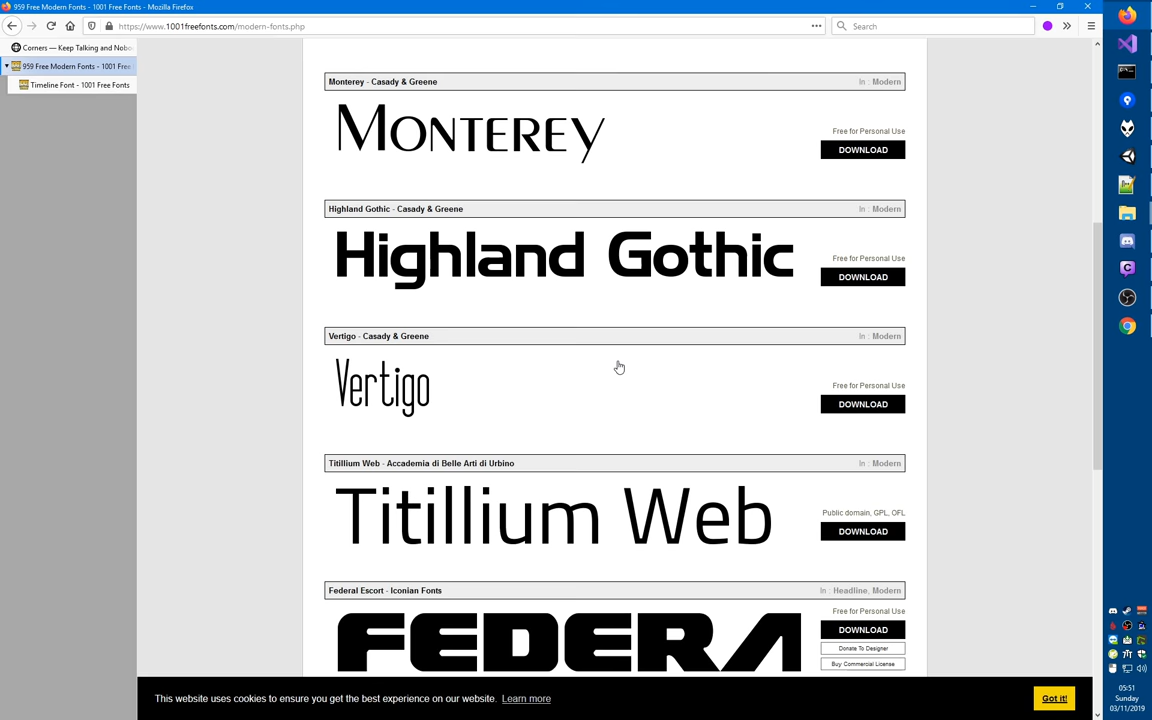 959 Free Modern Fonts - 1001 Free Fonts - Mozilla Firefox
https://www.1001freefonts.com/modern-fonts.php
Search
Corners — Keep Talking and Nobo
959 Free Modern Fonts - 1001 Free
Timeline Font - 1001 Free Fonts
Monterey - Casady & Greene
In : Modern
Monterey
Free for Personal Use
DOWNLOAD
Highland Gothic - Casady & Greene
In : Modern
Highland Gothic
Free for Personal Use
DOWNLOAD
Vertigo - Casady & Greene
In : Modern
Vertigo
Free for Personal Use
DOWNLOAD
Titillium Web - Accademia di Belle Arti di Urbino
In : Modern
Titillium Web
Public domain, GPL, OFL
DOWNLOAD
Federal Escort - Iconian Fonts
In : Headline, Modern
FEDERA
Free for Personal Use
DOWNLOAD
Donate To Designer
Buy Commercial License
This website uses cookies to ensure you get the best experience on our website. Learn more
Got it!
05:51
Sunday
03/11/2019